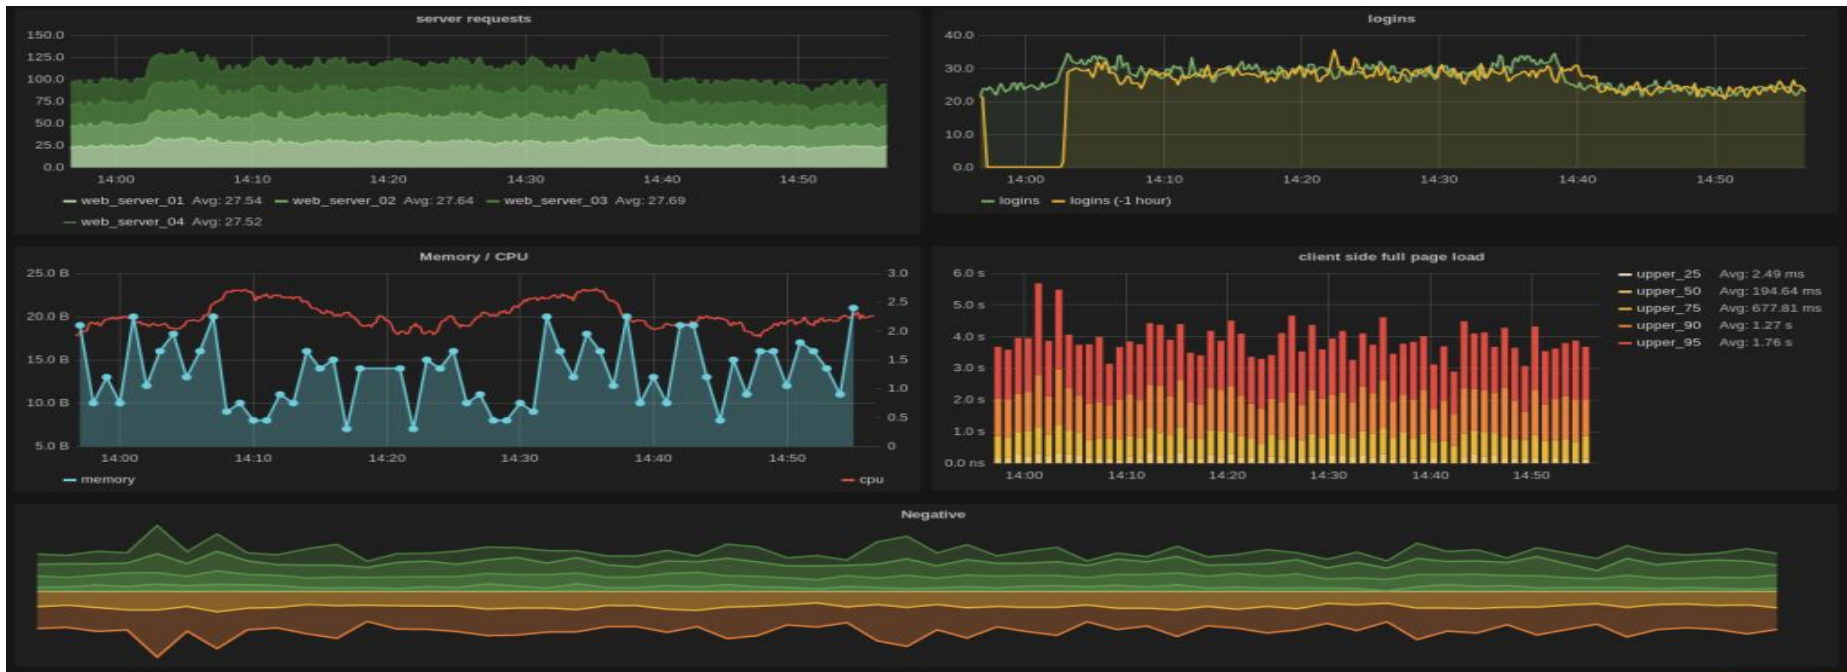 server requests
150.0
125.0
100.0
75.0
50.0
25.0
0.0
14:00 14:10 14:20 14:30 14:40 14:50
web_server_01 Avg: 27.54 web_server_02 Avg: 27.64 web_server_03 Avg: 27.69
web_server_04 Avg: 27.52
logins
40.0
30.0
20.0
10.0
0.0
14:00 14:10 14:20 14:30 14:40 14:50
logins logins (-1 hour)
Memory / CPU
25.0 B 3.0
2.5
20.0 B 2.0
15.0 B 1.5
1.0
10.0 B 0.5
5.0 B 0
14:00 14:10 14:20 14:30 14:40 14:50
memory cpu
client side full page load
6.0 s
5.0 s
4.0 s
3.0 s
2.0 s
1.0 s
0.0 ns
14:00 14:10 14:20 14:30 14:40 14:50
upper_25 Avg: 2.49 ms
upper_50 Avg: 194.64 ms
upper_75 Avg: 677.81 ms
upper_90 Avg: 1.27 s
upper_95 Avg: 1.76 s
Negative